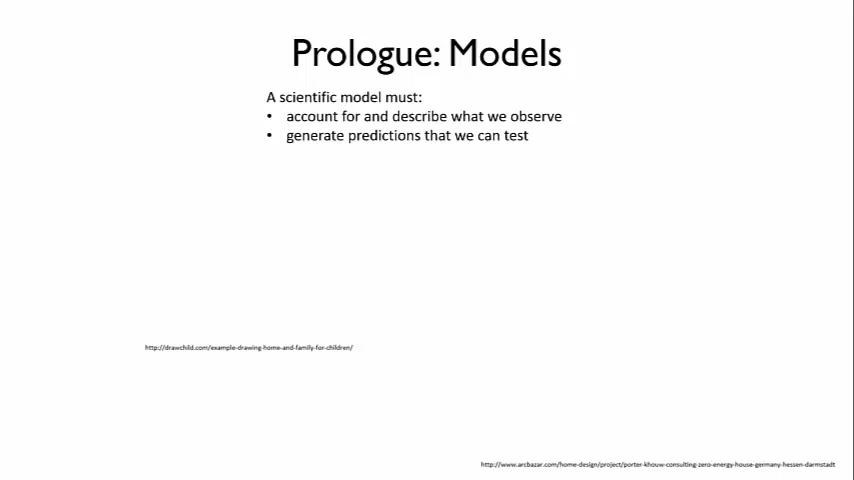 Prologue: Models
A scientific model must:
• account for and describe what we observe
• generate predictions that we can test
http://drawchild.com/example-drawing-home-and-family-for-children/
http://www.arcbazar.com/home-design/project/porter-khouw-consulting-zero-energy-house-germany-hessen-darmstadt